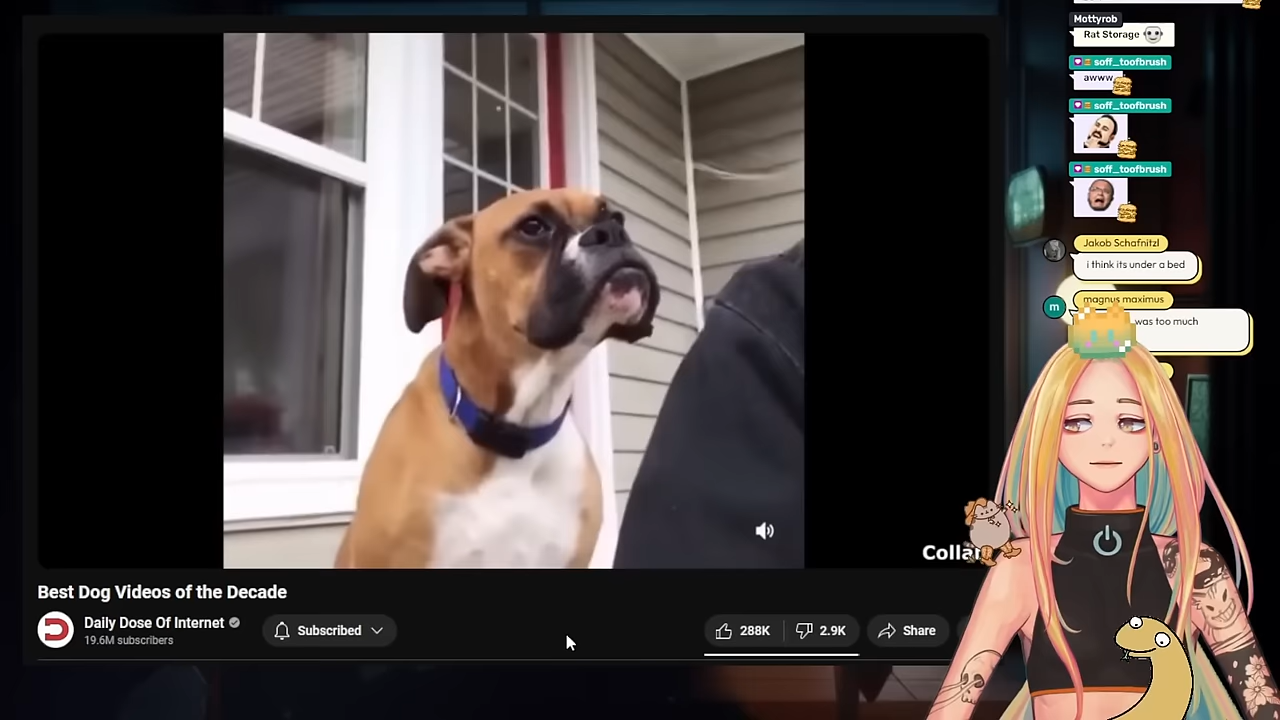 Mottyrob
Rat Storage
soff_toofbrush
awww
soff_toofbrush
soff_toofbrush
Jakob Schafnitzl
i think its under a bed
m
magnus maximus
was too much
Best Dog Videos of the Decade
Daily Dose Of Internet
19.6M subscribers
Subscribed
288K
2.9K
Share